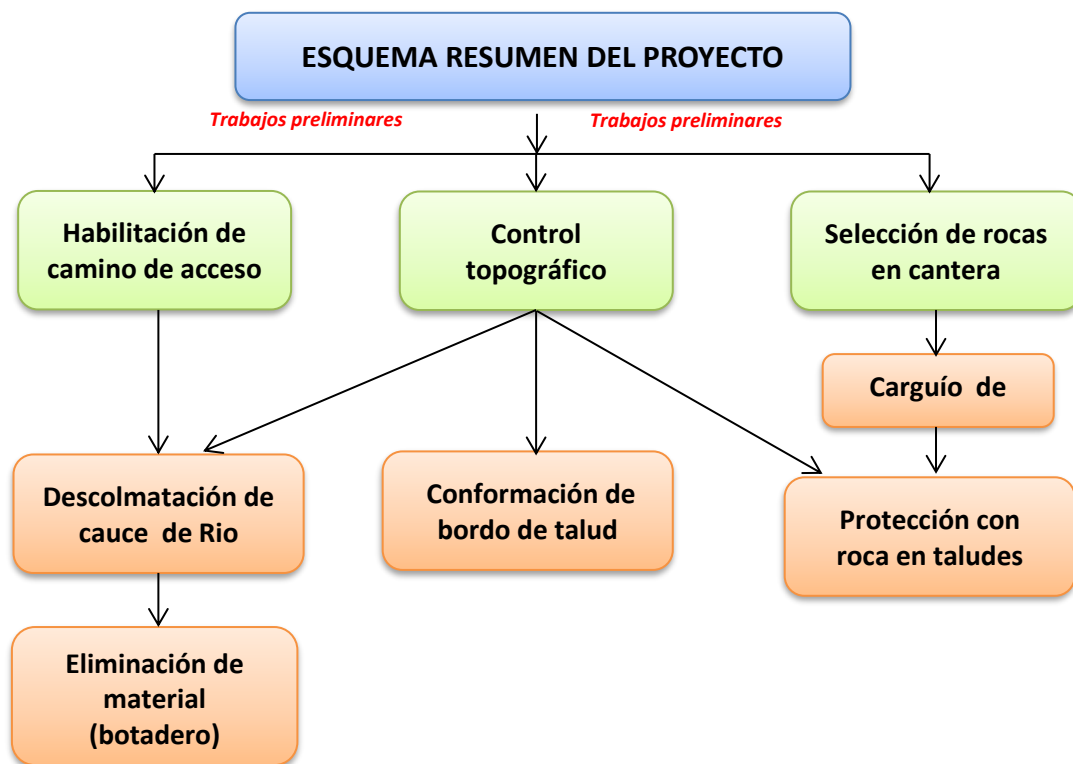 ESQUEMA RESUMEN DEL PROYECTO
Trabajos preliminares
Trabajos preliminares
Habilitación de
camino de acceso
Control
topográfico
Selección de rocas
en cantera
Carguío de
Descolmatación de
cauce de Rio
Conformación de
bordo de talud
Protección con
roca en taludes
Eliminación de
material
(botadero)